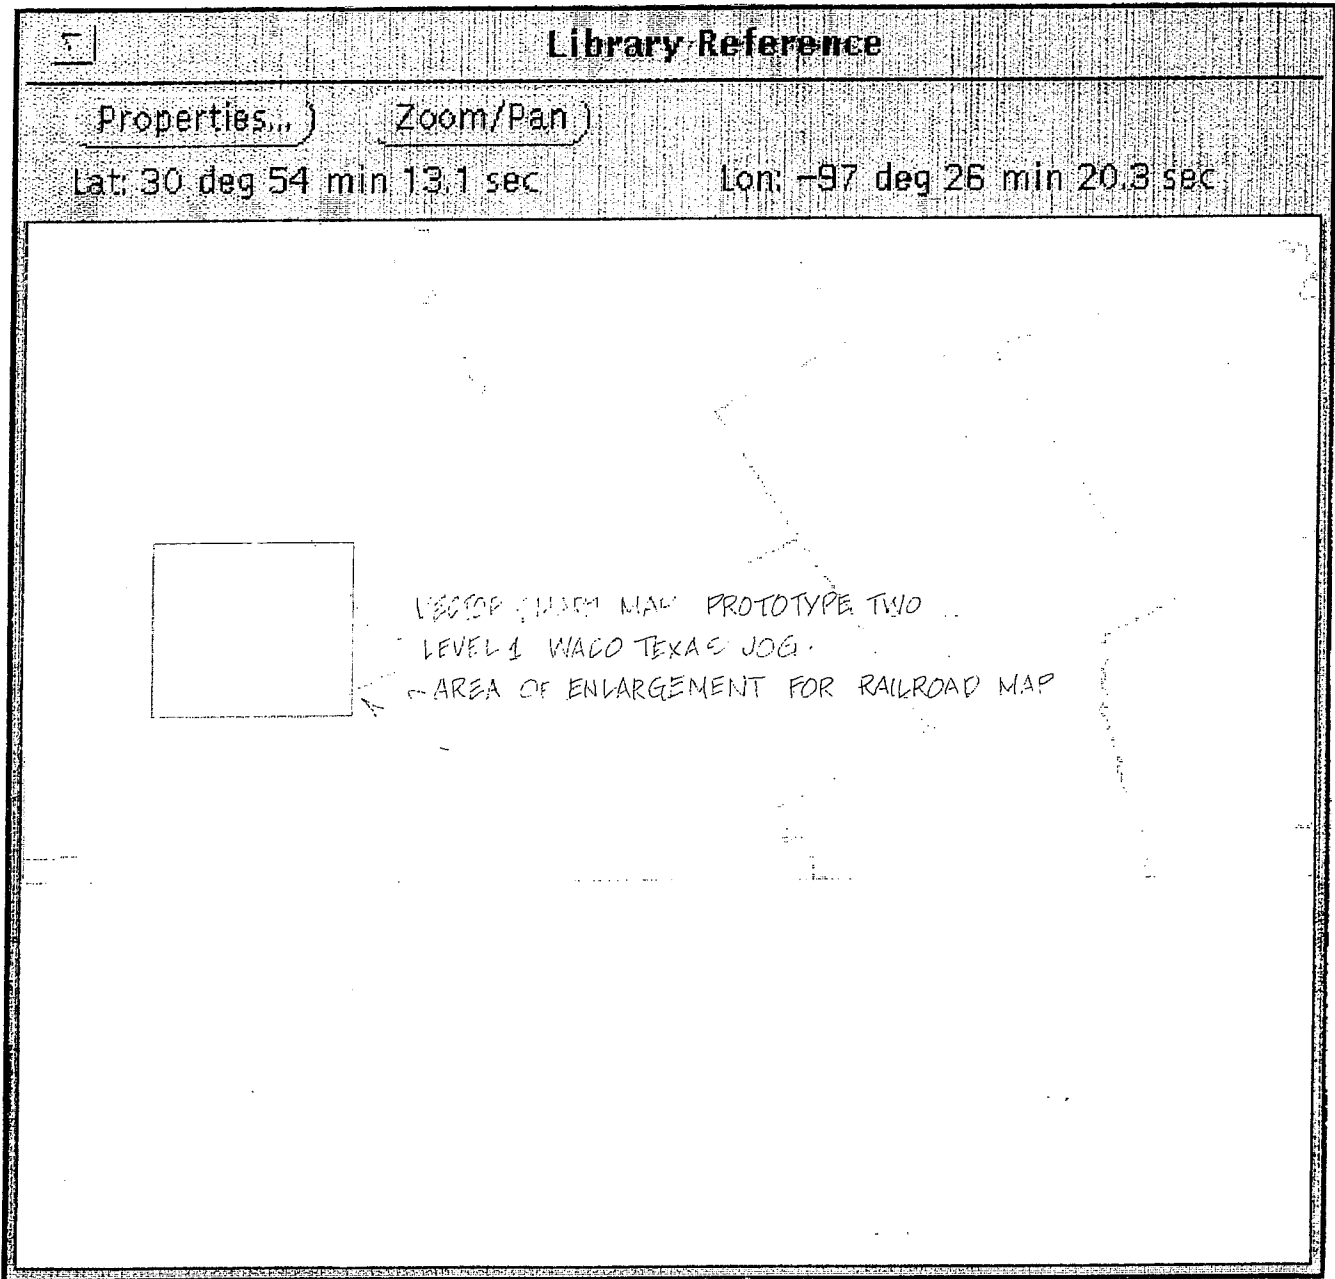 Library Reference
Properties... Zoom/Pan
Lat: 30 deg 54 min 13.1 sec Lon: -97 deg 26 min 20.3 sec
VECTOR MAP PROTOTYPE TWO
LEVEL 1 WACO TEXAS JOG.
AREA OF ENLARGEMENT FOR RAILROAD MAP